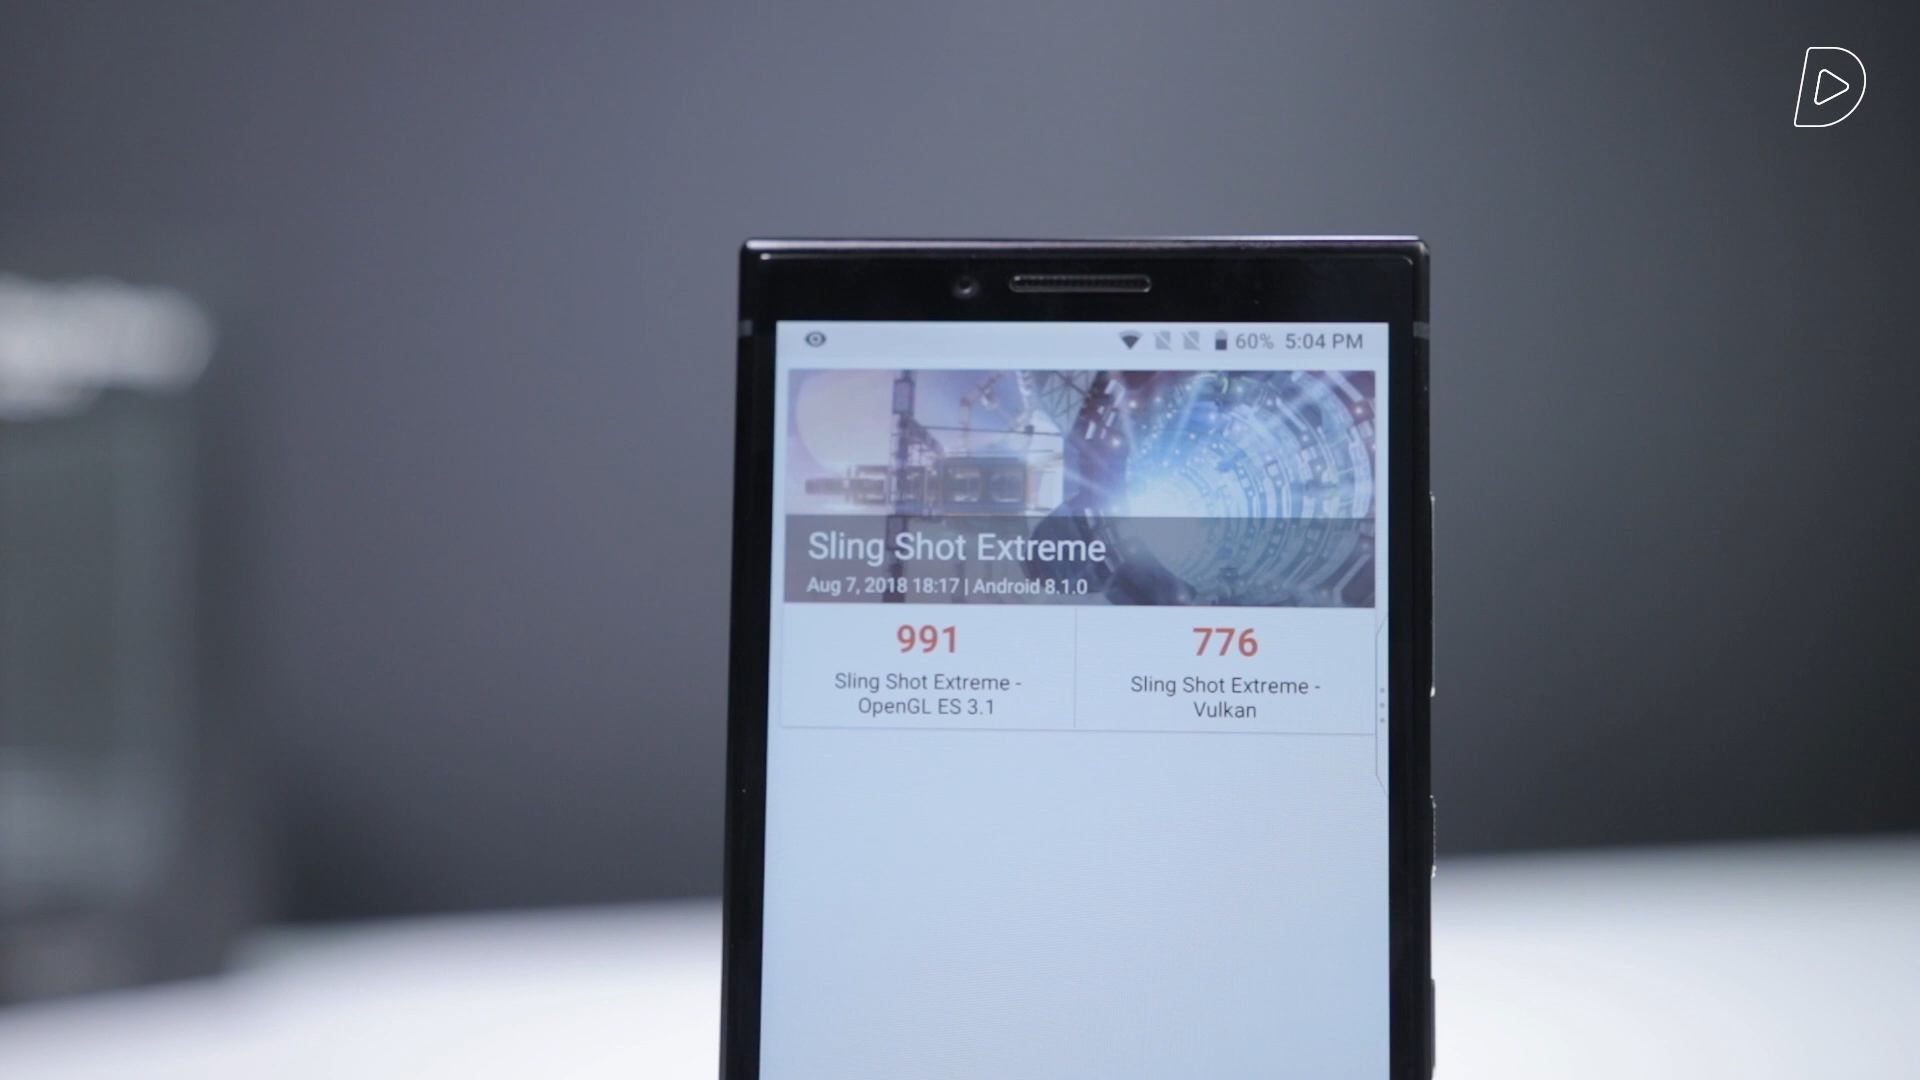 60% 5:04 PM
Sling Shot Extreme
Aug 7, 2018 18:17 | Android 8.1.0
991
Sling Shot Extreme -
OpenGL ES 3.1
776
Sling Shot Extreme -
Vulkan